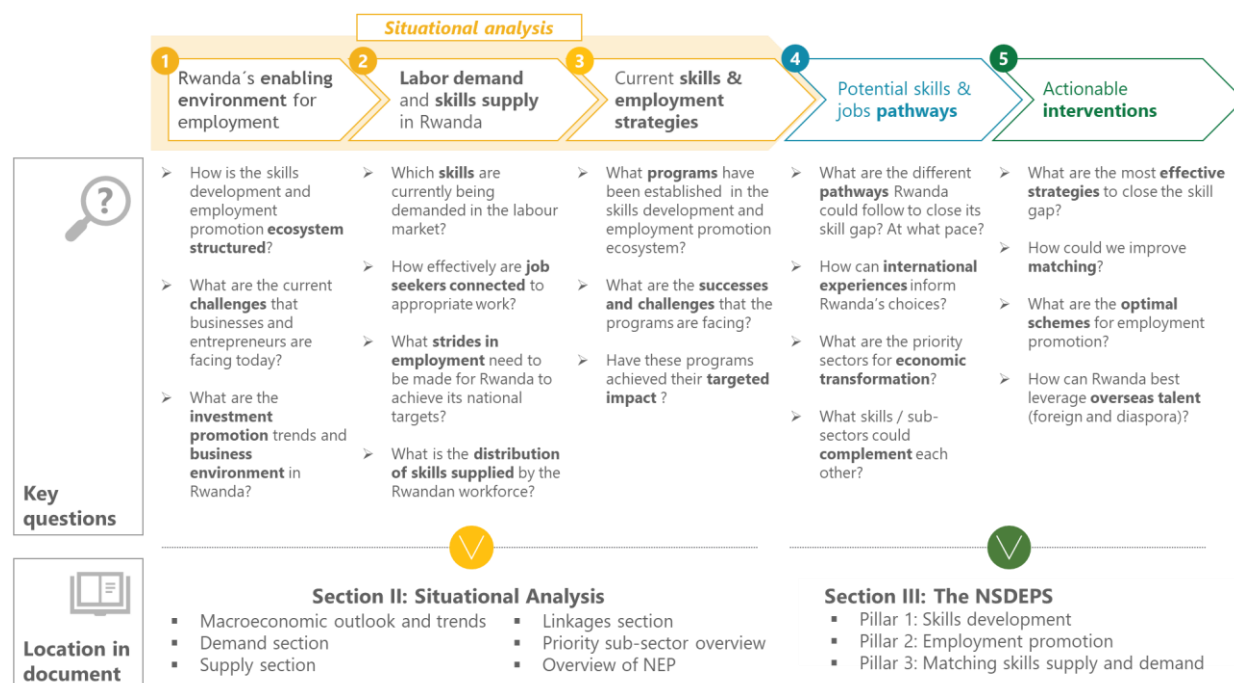 Situational analysis
1
Rwanda´s enabling
environment for
employment
2
Labor demand
and skills supply
in Rwanda
3
Current skills &
employment
strategies
4
Potential skills &
jobs pathways
5
Actionable
interventions
?
Key
questions
➢ How is the skills
development and
employment
promotion ecosystem
structured?
➢ What are the current
challenges that
businesses and
entrepreneurs are
facing today?
➢ What are the
investment
promotion trends and
business
environment in
Rwanda?
➢ Which skills are
currently being
demanded in the labour
market?
➢ How effectively are job
seekers connected to
appropriate work?
➢ What strides in
employment need to
be made for Rwanda to
achieve its national
targets?
➢ What is the distribution
of skills supplied by the
Rwandan workforce?
➢ What programs have
been established in the
skills development and
employment promotion
ecosystem?
➢ What are the successes
and challenges that the
programs are facing?
➢ Have these programs
achieved their targeted
impact ?
➢ What are the different
pathways Rwanda
could follow to close its
skill gap? At what pace?
➢ How can international
experiences inform
Rwanda's choices?
➢ What are the priority
sectors for economic
transformation?
➢ What skills / sub-
sectors could
complement each
other?
➢ What are the most effective
strategies to close the skill
gap?
➢ How could we improve
matching?
➢ What are the optimal
schemes for employment
promotion?
➢ How can Rwanda best
leverage overseas talent
(foreign and diaspora)?
Location in
document
Section II: Situational Analysis
▪ Macroeconomic outlook and trends
▪ Demand section
▪ Supply section
▪ Linkages section
▪ Priority sub-sector overview
▪ Overview of NEP
Section III: The NSDEPS
▪ Pillar 1: Skills development
▪ Pillar 2: Employment promotion
▪ Pillar 3: Matching skills supply and demand